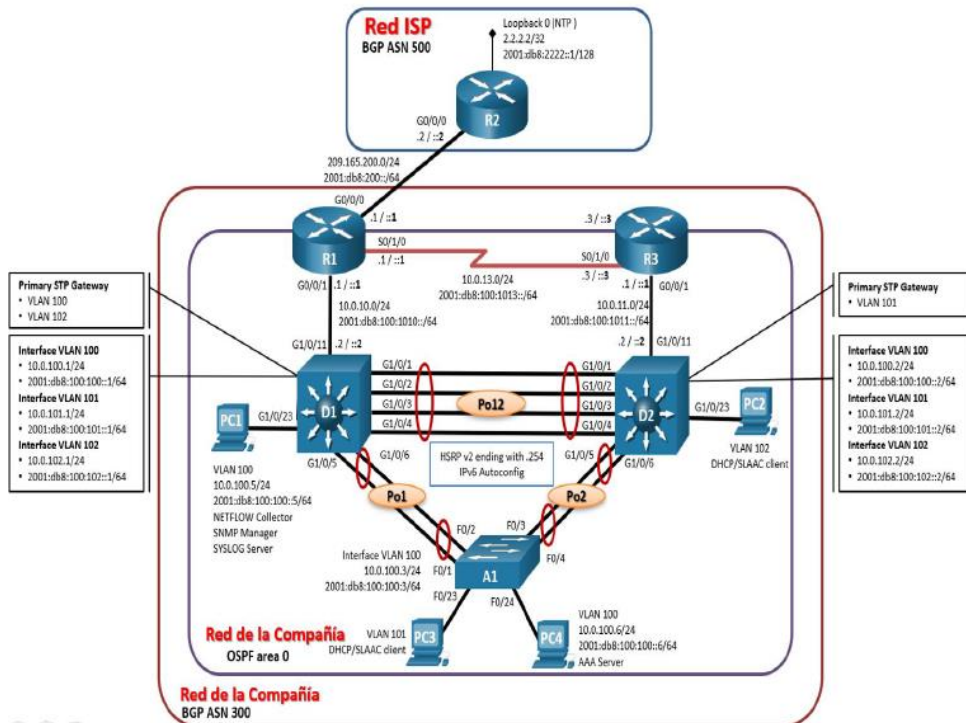 Red ISP
BGP ASN 500
Loopback 0 (NTP )
2.2.2.2/32
2001:db8:2222::1/128
R2
G0/0/0
.2 / ::2
209.165.200.0/24
2001:db8:200::/64
G0/0/0
.1 / ::1
R1
S0/1/0
.1 / ::1
.3 / ::3
R3
S0/1/0
.3 / ::3
10.0.13.0/24
2001:db8:100:1013::/64
G0/0/1
.1 / ::1
10.0.10.0/24
2001:db8:100:1010::/64
.2 / ::2
G1/0/11
.1 / ::1
G0/0/1
10.0.11.0/24
2001:db8:100:1011::/64
.2 / ::2
G1/0/11
Primary STP Gateway
• VLAN 100
• VLAN 102
Primary STP Gateway
• VLAN 101
Interface VLAN 100
• 10.0.100.1/24
• 2001:db8:100:100::1/64
Interface VLAN 101
• 10.0.101.1/24
• 2001:db8:100:101::1/64
Interface VLAN 102
• 10.0.102.1/24
• 2001:db8:100:102::1/64
Interface VLAN 100
• 10.0.100.2/24
• 2001:db8:100:100::2/64
Interface VLAN 101
• 10.0.101.2/24
• 2001:db8:100:101::2/64
Interface VLAN 102
• 10.0.102.2/24
• 2001:db8:100:102::2/64
D1
G1/0/1
G1/0/2
G1/0/3
G1/0/4
Po12
G1/0/1
G1/0/2
G1/0/3
G1/0/4
D2
PC1
G1/0/23
G1/0/23
PC2
VLAN 102
DHCP/SLAAC client
G1/0/5
G1/0/6
HSRP v2 ending with .254
IPv6 Autoconfig
G1/0/5
G1/0/6
VLAN 100
10.0.100.5/24
2001:db8:100:100::5/64
NETFLOW Collector
SNMP Manager
SYSLOG Server
Po1
Po2
F0/2
F0/1
F0/3
F0/4
Interface VLAN 100
10.0.100.3/24
2001:db8:100:100:3/64
A1
F0/23
F0/24
Red de la Compañía
OSPF area 0
VLAN 101
DHCP/SLAAC client
PC3
PC4
VLAN 100
10.0.100.6/24
2001:db8:100:100::6/64
AAA Server
Red de la Compañía
BGP ASN 300